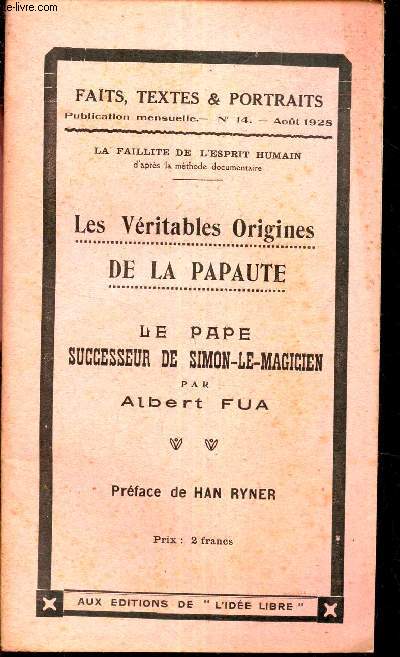 le-livre.com
FAITS, TEXTES & PORTRAITS
Publication mensuelle.— N° 14. — Août 1928
LA FAILLITE DE L'ESPRIT HUMAIN
d'après la méthode documentaire
Les Véritables Origines
DE LA PAPAUTE
LE PAPE
SUCCESSEUR DE SIMON-LE-MAGICIEN
PAR
Albert FUA
Préface de HAN RYNER
Prix : 2 francs
AUX EDITIONS DE " L'IDÉE LIBRE "